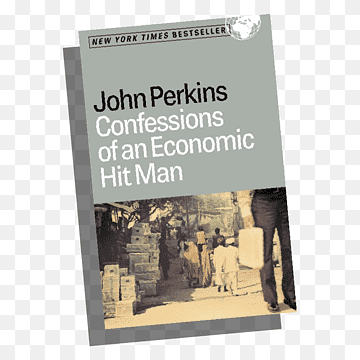 NEW YORK TIMES BESTSELLER
John Perkins
Confessions
of an Economic
Hit Man